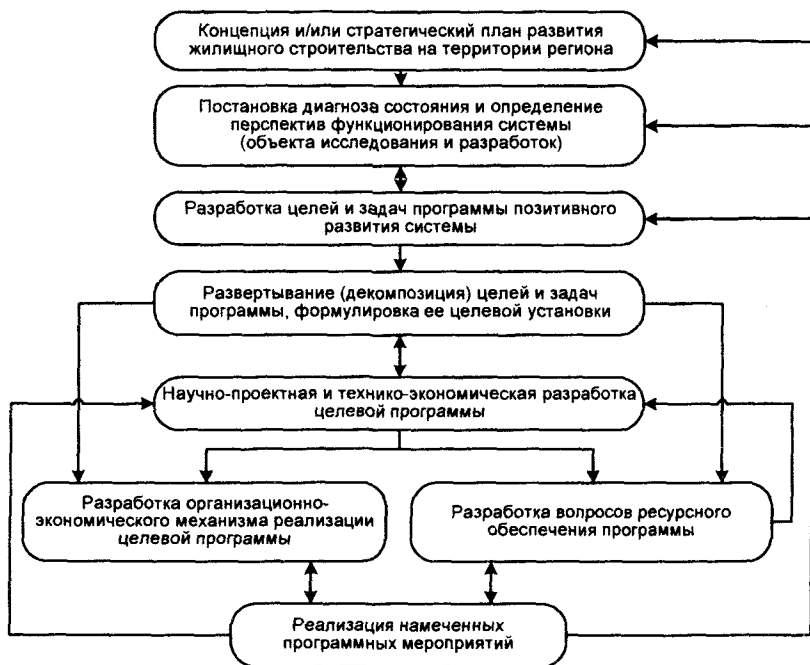 Концепция и/или стратегический план развития
жилищного строительства на территории региона
Постановка диагноза состояния и определение
перспектив функционирования системы
(объекта исследования и разработок)
Разработка целей и задач программы позитивного
развития системы
Развертывание (декомпозиция) целей и задач
программы, формулировка ее целевой установки
Научно-проектная и технико-экономическая разработка
целевой программы
Разработка организационно-
экономического механизма реализации
целевой программы
Разработка вопросов ресурсного
обеспечения программы
Реализация намеченных
программных мероприятий